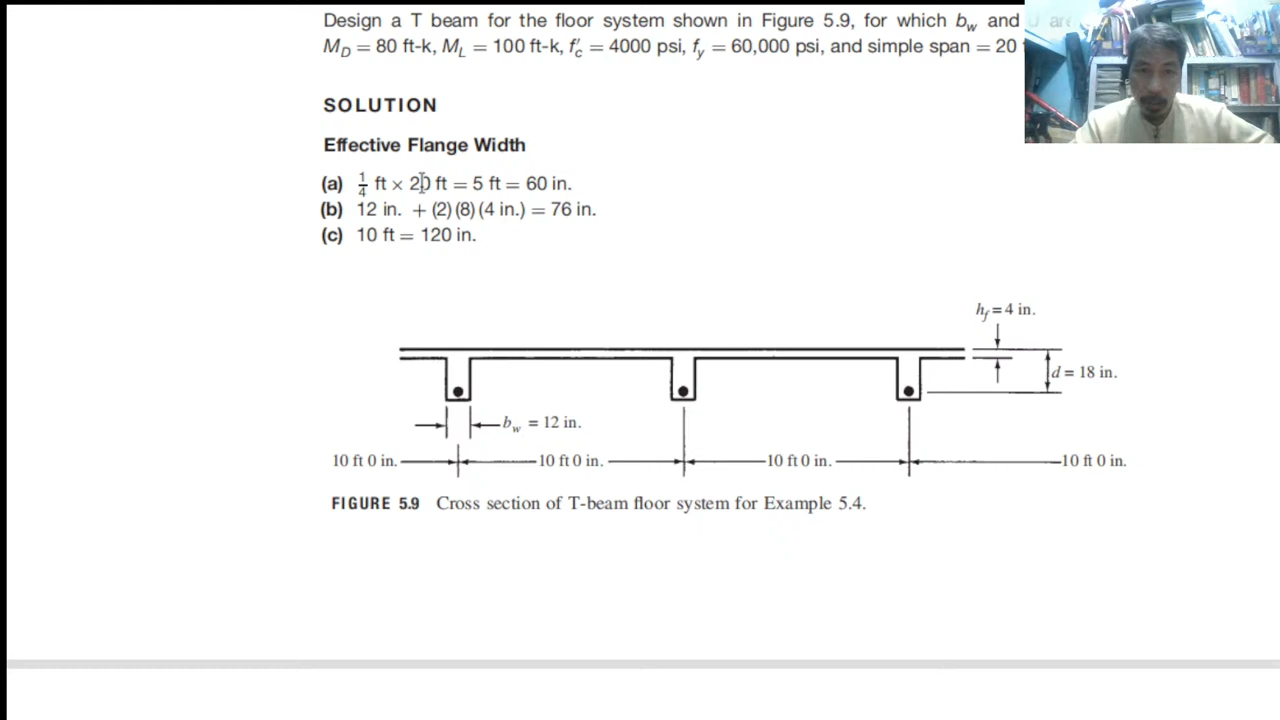 Design a T beam for the floor system shown in Figure 5.9, for which b_w and
M_D = 80 ft-k, M_L = 100 ft-k, f'_c = 4000 psi, f_y = 60,000 psi, and simple span = 20
SOLUTION
Effective Flange Width
(a) 1/4 ft × 20 ft = 5 ft = 60 in.
(b) 12 in. + (2)(8)(4 in.) = 76 in.
(c) 10 ft = 120 in.
h_f = 4 in.
d = 18 in.
b_w = 12 in.
10 ft 0 in. 10 ft 0 in. 10 ft 0 in. 10 ft 0 in.
FIGURE 5.9 Cross section of T-beam floor system for Example 5.4.